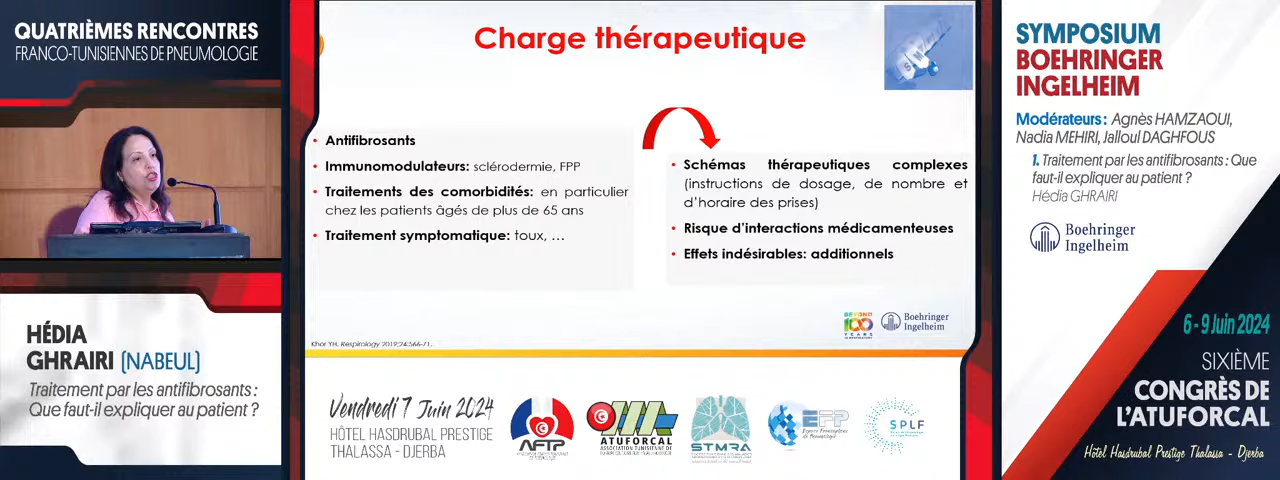 QUATRIÈMES RENCONTRES
FRANCO-TUNISIENNES DE PNEUMOLOGIE
HÉDIA
GHRAIRI (NABEUL)
Traitement par les antifibrosants :
Que faut-il expliquer au patient ?
Charge thérapeutique
• Antifibrosants
• Immunomodulateurs: sclérodermie, FPP
• Traitements des comorbidités: en particulier
chez les patients âgés de plus de 65 ans
• Traitement symptomatique: toux, ...
• Schémas thérapeutiques complexes
(instructions de dosage, de nombre et
d'horaire des prises)
• Risque d'interactions médicamenteuses
• Effets indésirables: additionnels
BEYOND
100
YEARS
Boehringer
Ingelheim
Khor YH, Respirology 2019;24:566-71.
Vendredi 7 Juin 2024
HÔTEL HASDRUBAL PRESTIGE
THALASSA - DJERBA
AFTP
ATUFORCAL
STMRA
EFP
SPLF
SYMPOSIUM
BOEHRINGER
INGELHEIM
Modérateurs : Agnès HAMZAOUI,
Nadia MEHIRI, Jalloul DAGHFOUS
1. Traitement par les antifibrosants : Que
faut-il expliquer au patient ?
Hédia GHRAIRI
Boehringer
Ingelheim
6 - 9 Juin 2024
SIXIÈME
CONGRÈS DE
L'ATUFORCAL
Hôtel Hasdrubal Prestige Thalassa - Djerba